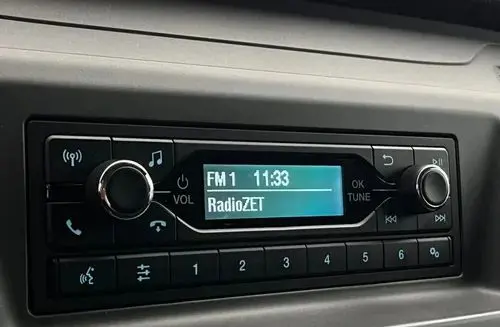 FM 1 11:33
RadioZET
VOL
OK
TUNE
1 2 3 4 5 6